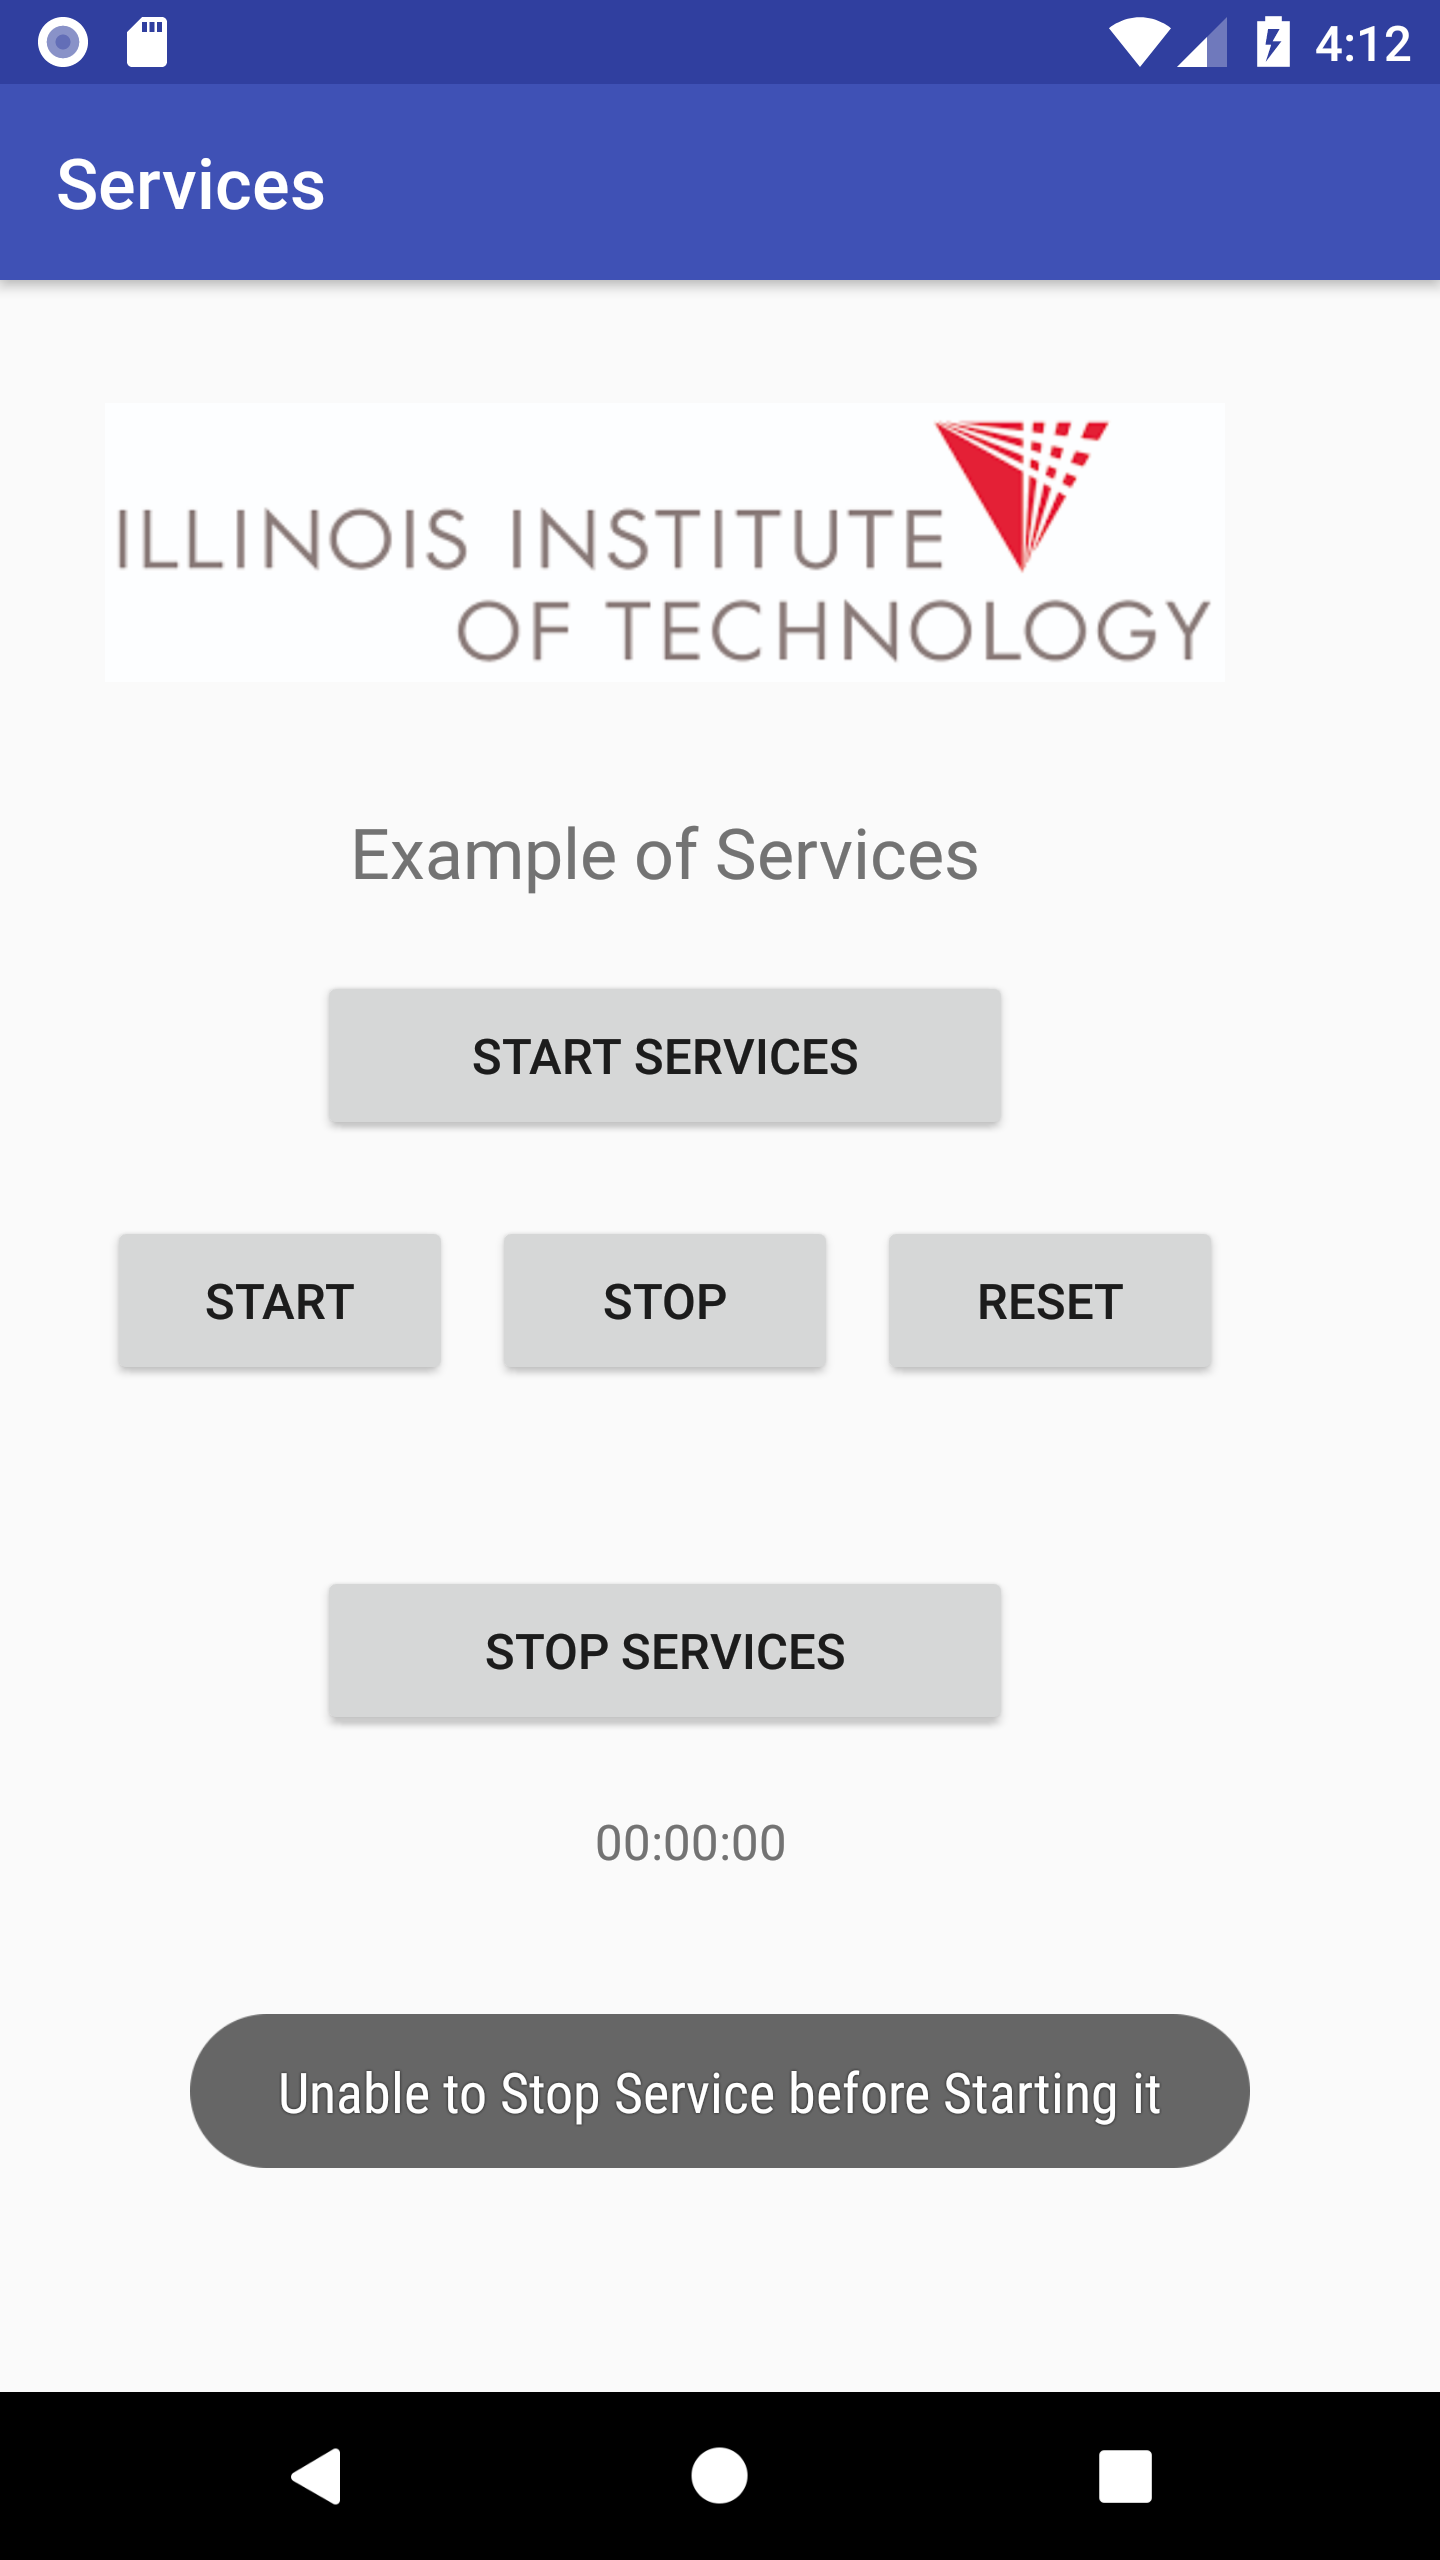 4:12
Services
ILLINOIS INSTITUTE
OF TECHNOLOGY
Example of Services
START SERVICES
START STOP RESET
STOP SERVICES
00:00:00
Unable to Stop Service before Starting it